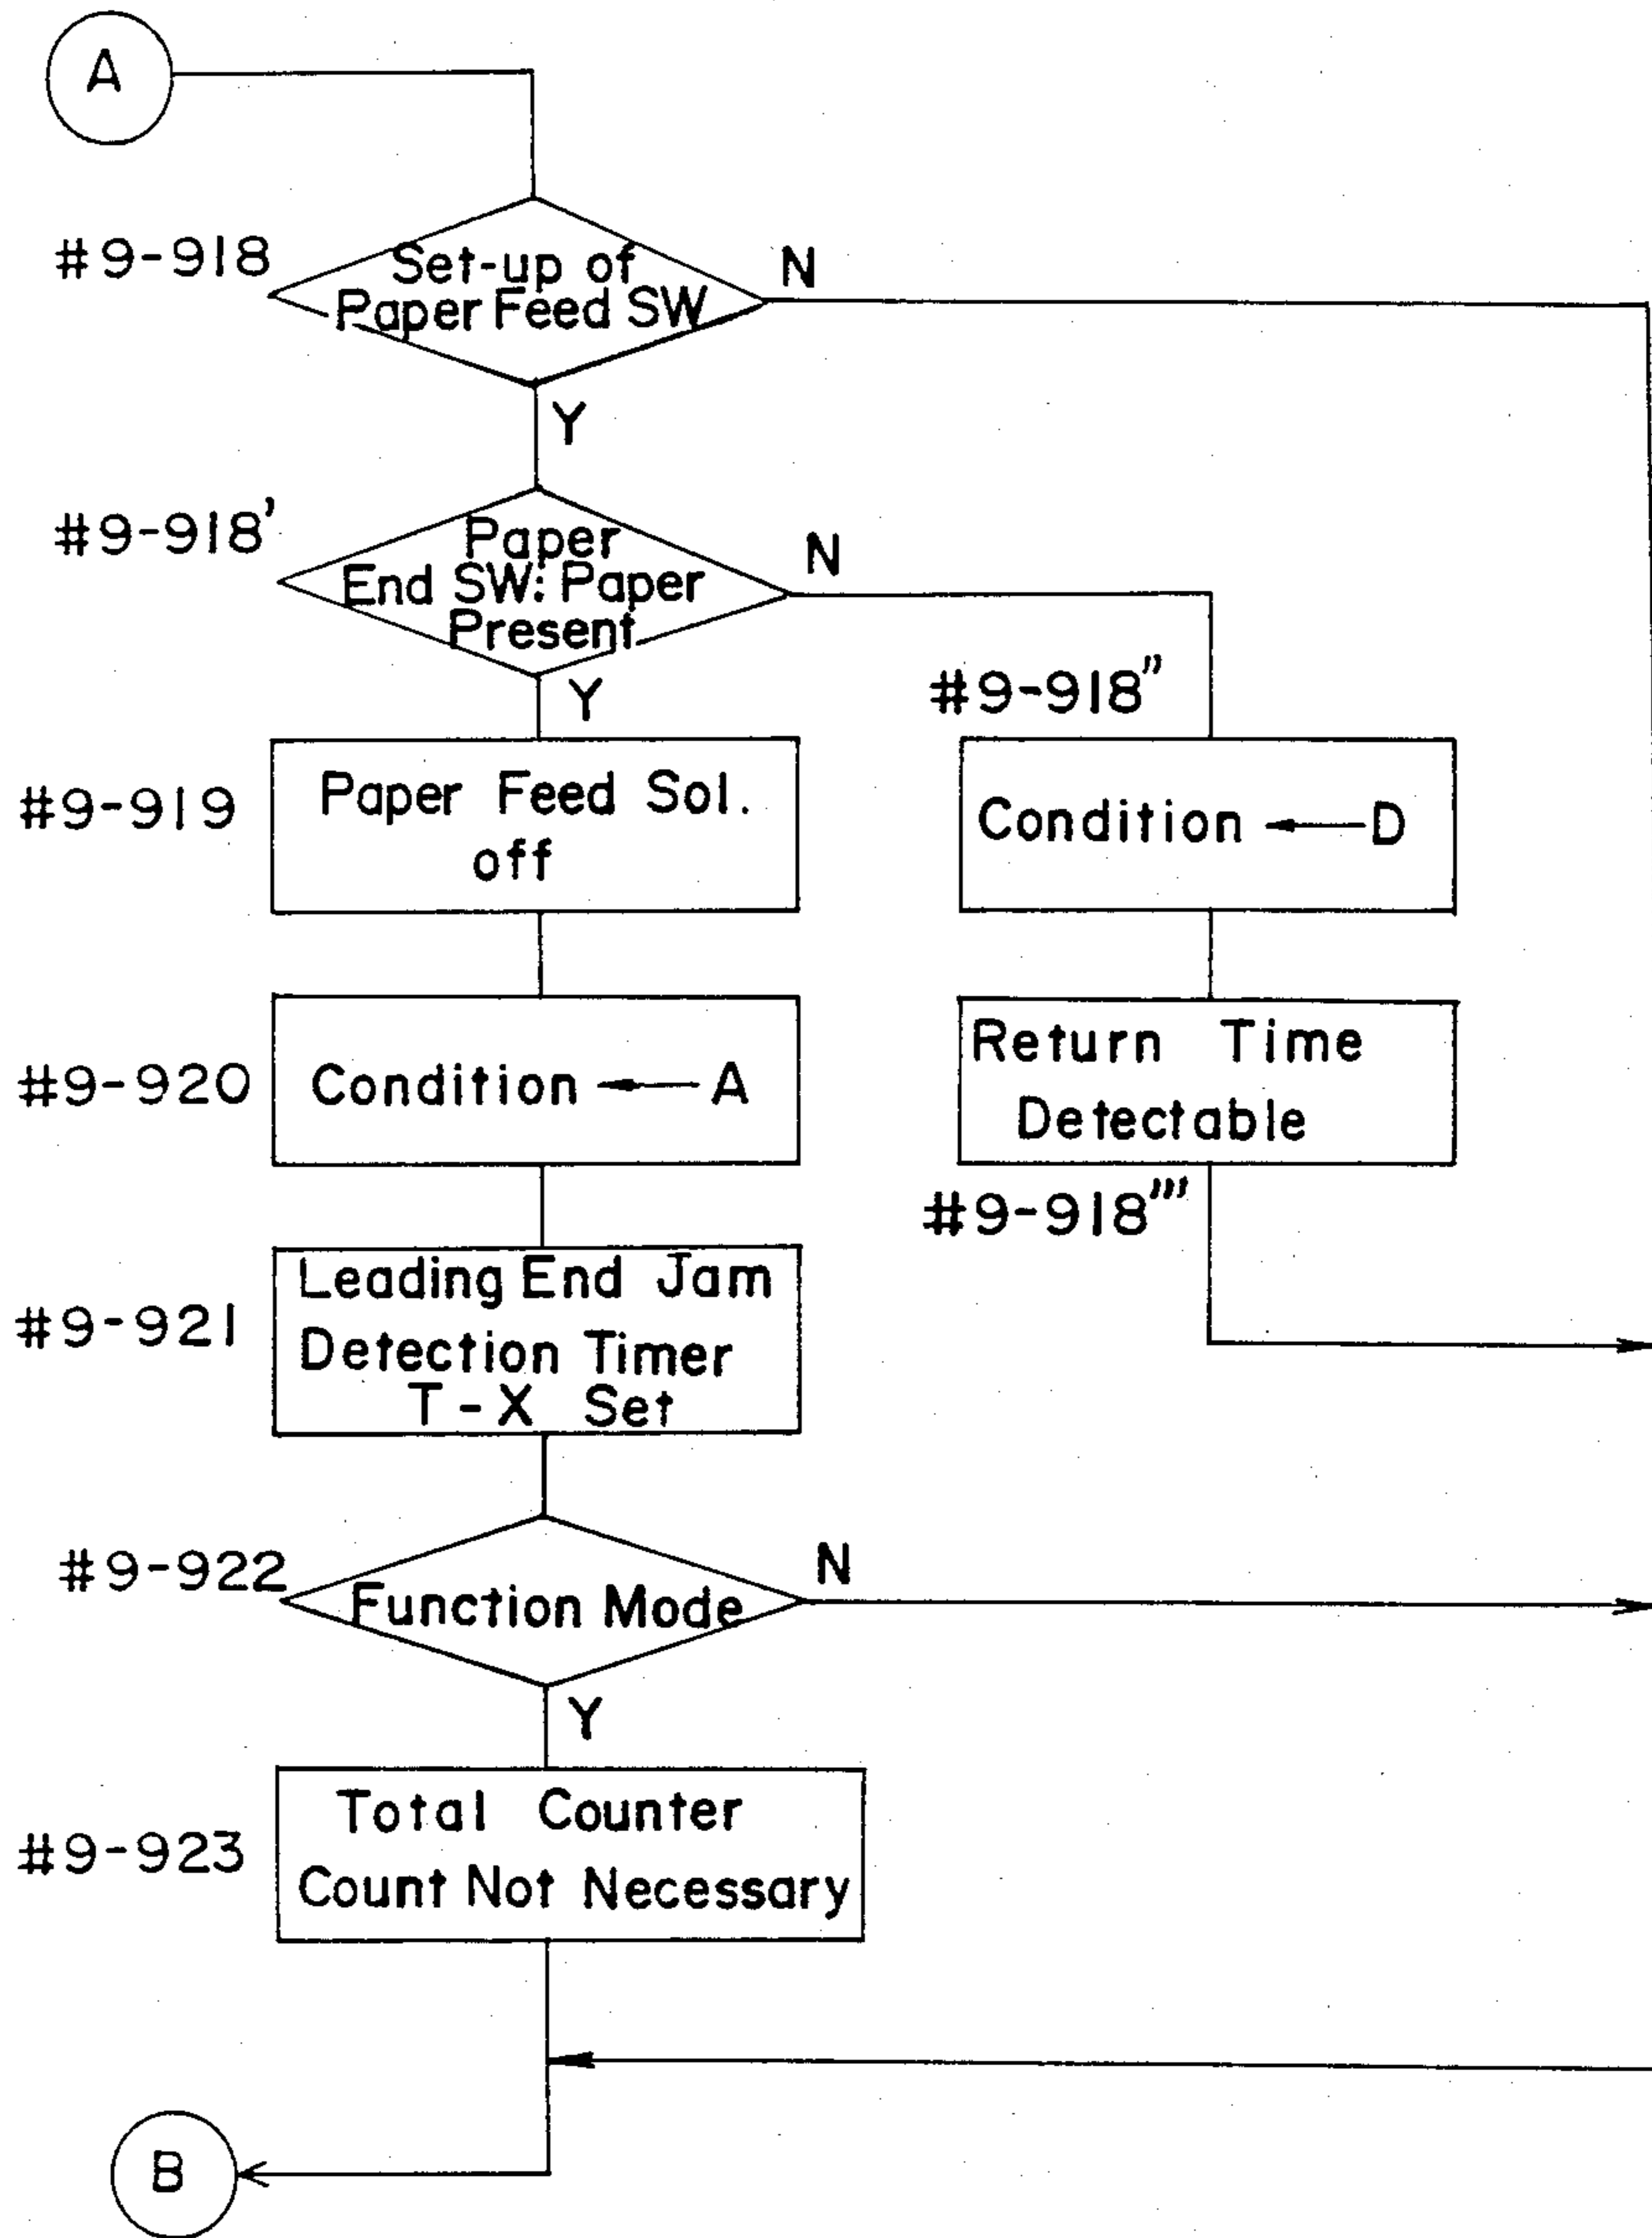 A
#9-918
Set-up of
Paper Feed SW
N
Y
#9-918'
Paper
End SW: Paper
Present
N
Y
#9-918"
#9-919
Paper Feed Sol.
off
Condition ← D
#9-920
Condition ← A
Return Time
Detectable
#9-918'''
#9-921
Leading End Jam
Detection Timer
T-X Set
#9-922
Function Mode
N
Y
#9-923
Total Counter
Count Not Necessary
B